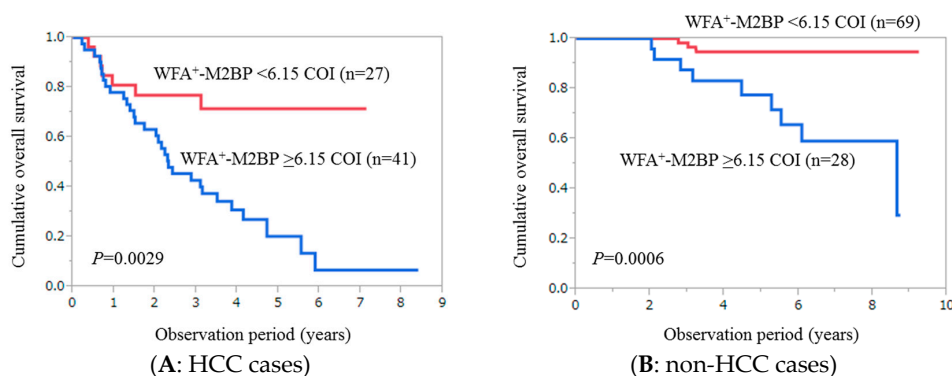 WFA⁺-M2BP <6.15 COI (n=69)
1.0
0.8
0.6
0.4
0.2
0.0
Cumulative overall survival
WFA⁺-M2BP <6.15 COI (n=27)
WFA⁺-M2BP ≥6.15 COI (n=41)
P=0.0029
0 1 2 3 4 5 6 7 8 9
Observation period (years)
(A: HCC cases)
1.0
0.8
0.6
0.4
0.2
0.0
Cumulative overall survival
WFA⁺-M2BP ≥6.15 COI (n=28)
P=0.0006
0 2 4 6 8 10
Observation period (years)
(B: non-HCC cases)